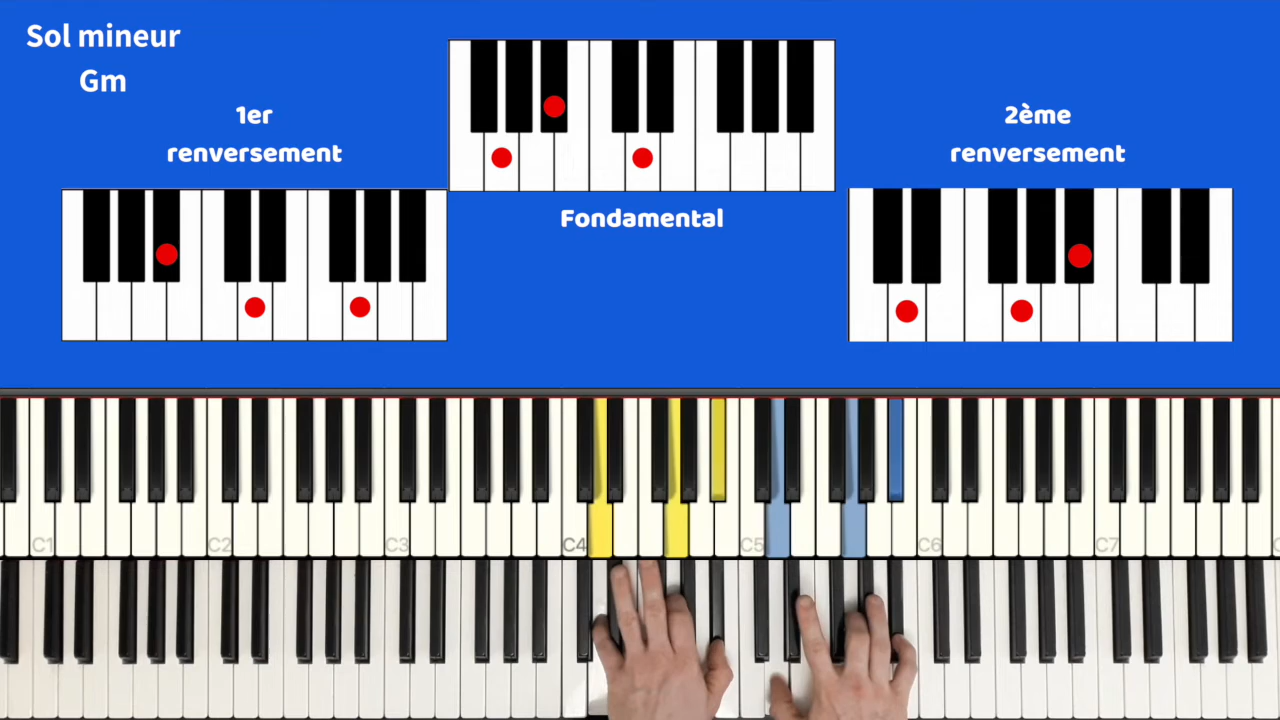 Sol mineur
Gm
1er
renversement
Fondamental
2ème
renversement
C1
C2
C3
C4
C5
C6
C7